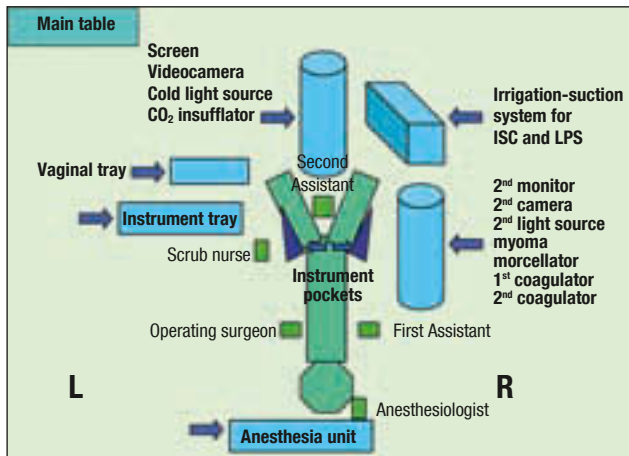 Main table
Screen
Videocamera
Cold light source
CO₂ insufflator
Irrigation-suction
system for
ISC and LPS
Vaginal tray
Second
Assistant
Instrument tray
2nd monitor
2nd camera
2nd light source
myoma
morcellator
1st coagulator
2nd coagulator
Scrub nurse
Instrument
pockets
Operating surgeon
First Assistant
L
R
Anesthesiologist
Anesthesia unit